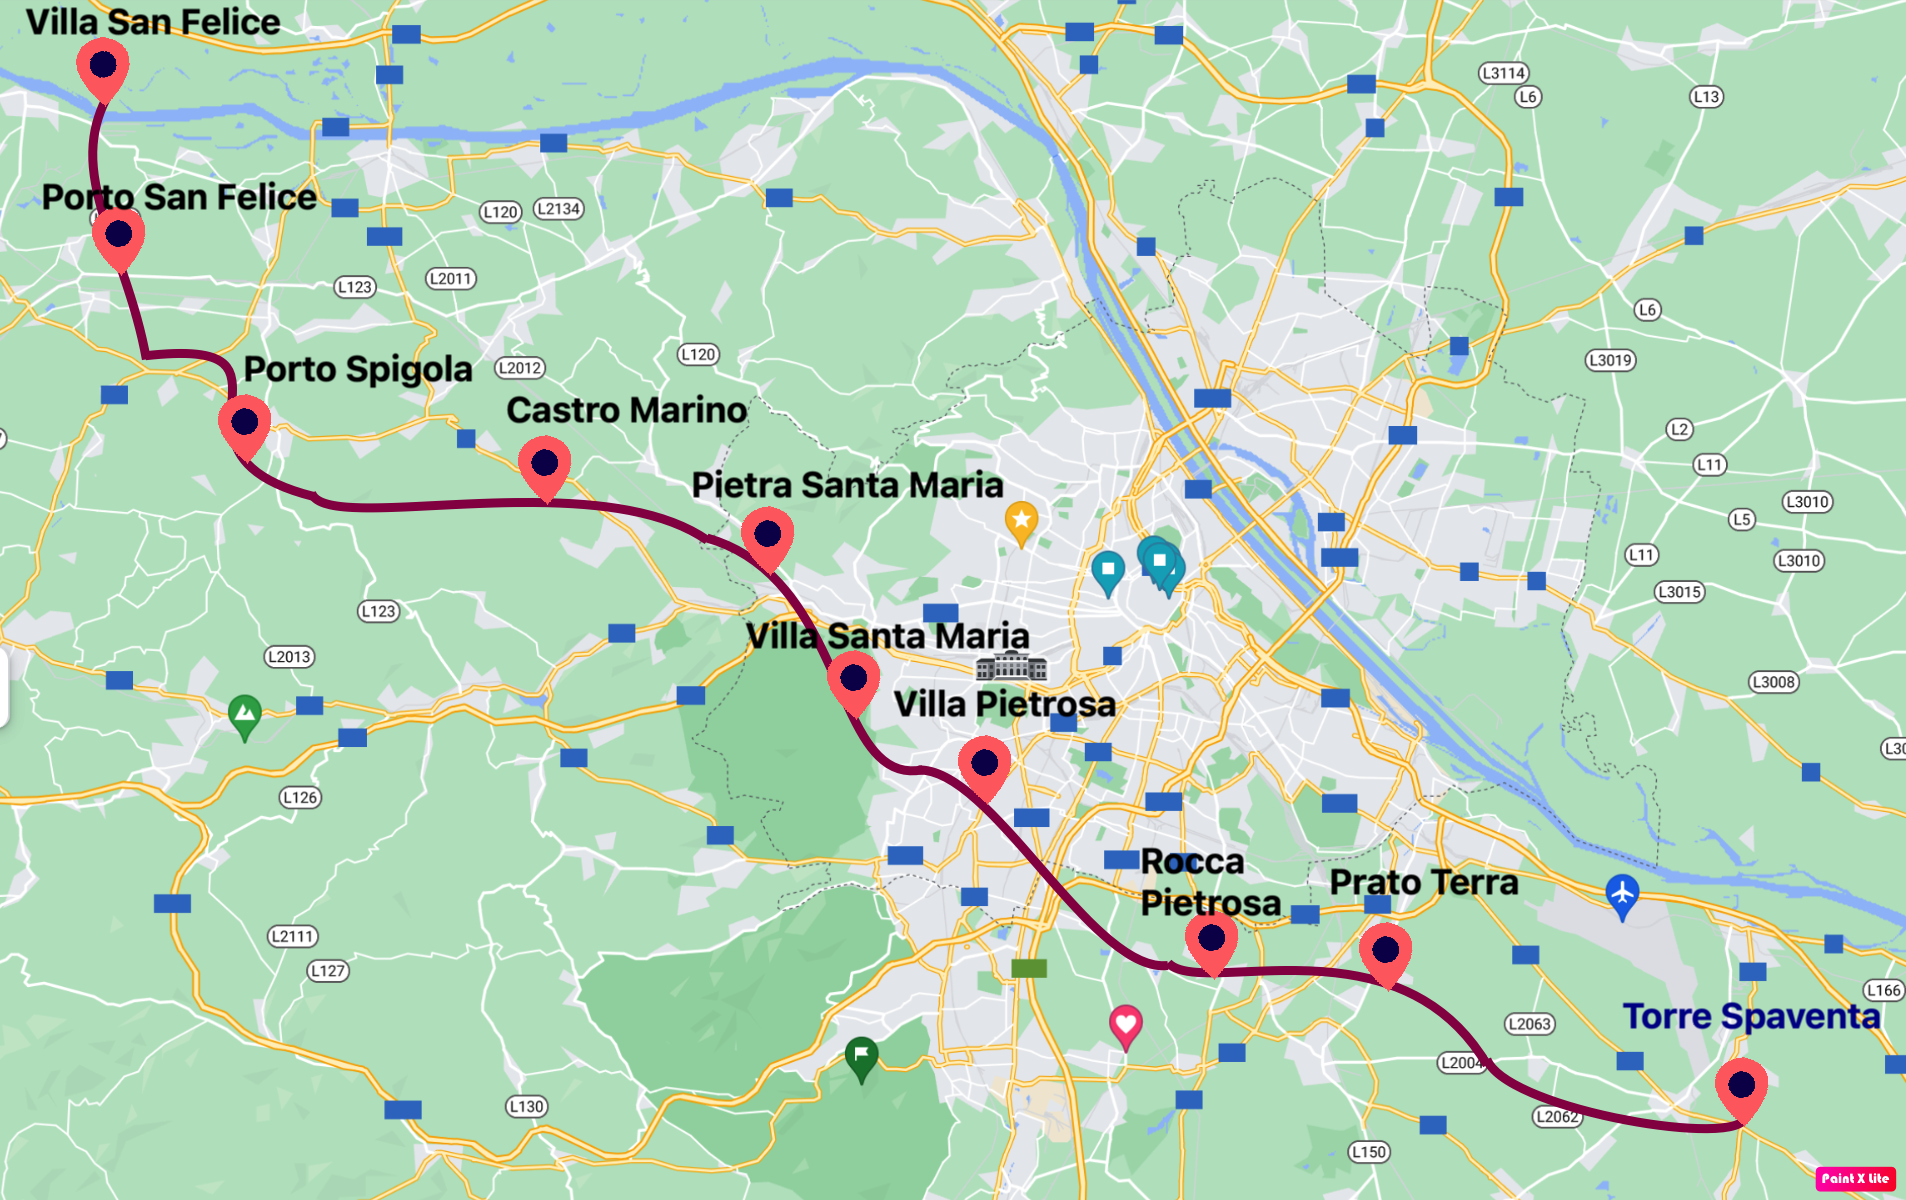 Villa San Felice
L3114
L6
L13
Porto San Felice
L120
L2134
L123
L2011
L6
L120
L3019
Porto Spigola
L2012
Castro Marino
L2
L11
Pietra Santa Maria
L3010
L5
L11
L3010
L3015
L123
Villa Santa Maria
L2013
L3008
Villa Pietrosa
L126
Rocca
Pietrosa
Prato Terra
L2111
L127
L166
Torre Spaventa
L2063
L2004
L130
L2062
L150
Paint X Lite